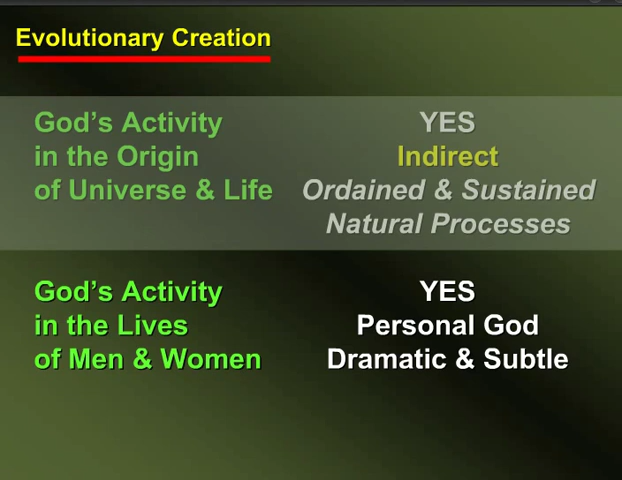 Evolutionary Creation
God's Activity YES
in the Origin Indirect
of Universe & Life Ordained & Sustained
Natural Processes
God's Activity YES
in the Lives Personal God
of Men & Women Dramatic & Subtle